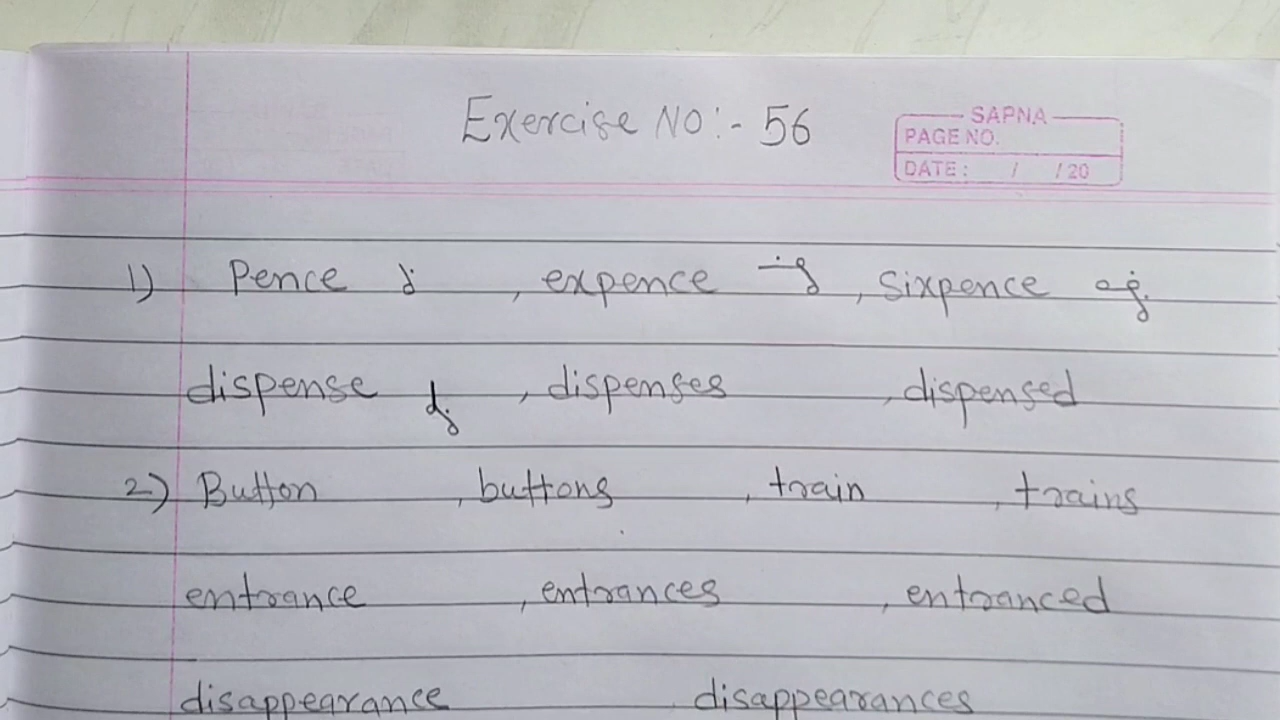 Exercise NO:- 56
SAPNA
PAGE NO.
DATE: / /20
1) Pence , expence , Sixpence
dispense , dispenses , dispensed
2) Button , buttons , train , trains
entrance , entrances , entranced
disappearance disappearances